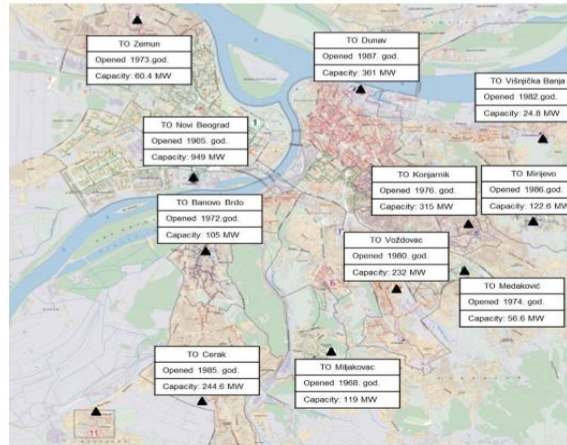 TO Zemun
Opened 1973.god.
Capacity: 60.4 MW
TO Dunav
Opened 1987. god.
Capacity: 361 MW
TO Višnjička Banja
Opened 1982.god.
Capacity: 24.8 MW
TO Novi Beograd
Opened 1965. god.
Capacity: 949 MW
1
TO Konjarnik
Opened 1976. god.
Capacity: 315 MW
TO Mirijevo
Opened 1986.god.
Capacity: 122.6 MW
TO Banovo Brdo
Opened 1972.god.
Capacity: 105 MW
TO Voždovac
Opened 1980. god.
Capacity: 232 MW
TO Medaković
Opened 1974. god.
Capacity: 56.6 MW
6
TO Cerak
Opened 1985. god.
Capacity: 244.6 MW
TO Miljakovac
Opened 1968. god.
Capacity: 119 MW
11